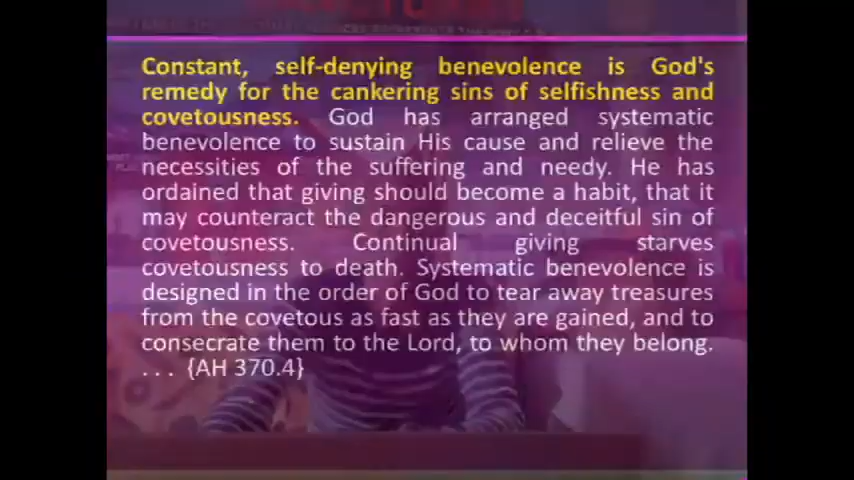 Constant, self-denying benevolence is God's
remedy for the cankering sins of selfishness and
covetousness. God has arranged systematic
benevolence to sustain His cause and relieve the
necessities of the suffering and needy. He has
ordained that giving should become a habit, that it
may counteract the dangerous and deceitful sin of
covetousness. Continual giving starves
covetousness to death. Systematic benevolence is
designed in the order of God to tear away treasures
from the covetous as fast as they are gained, and to
consecrate them to the Lord, to whom they belong.
. . . {AH 370.4}